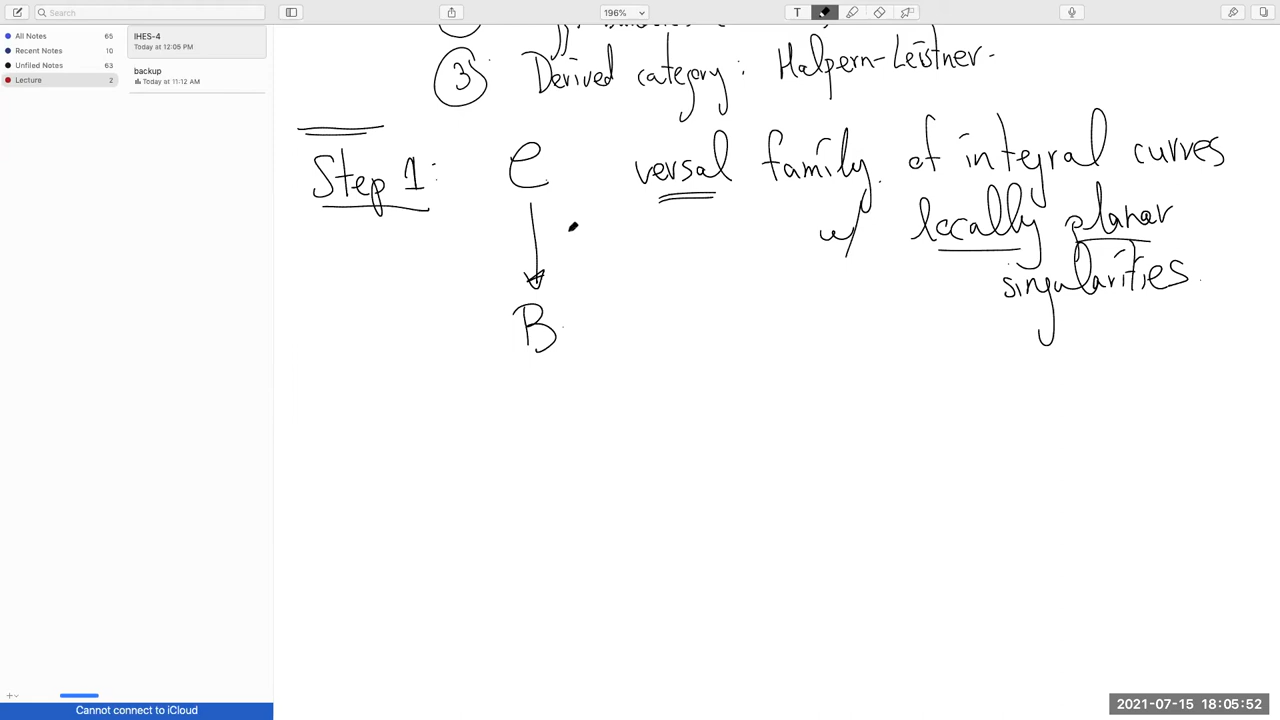 Search
196%
T
All Notes 65
Recent Notes 10
Unfiled Notes 63
Lecture 2
IHES-4
Today at 12:05 PM
backup
Today at 11:12 AM
③ Derived category: Halpern-Leistner.
Step 1: C versal family of integral curves
w/ locally planar
singularities.
B
Cannot connect to iCloud
2021-07-15 18:05:52